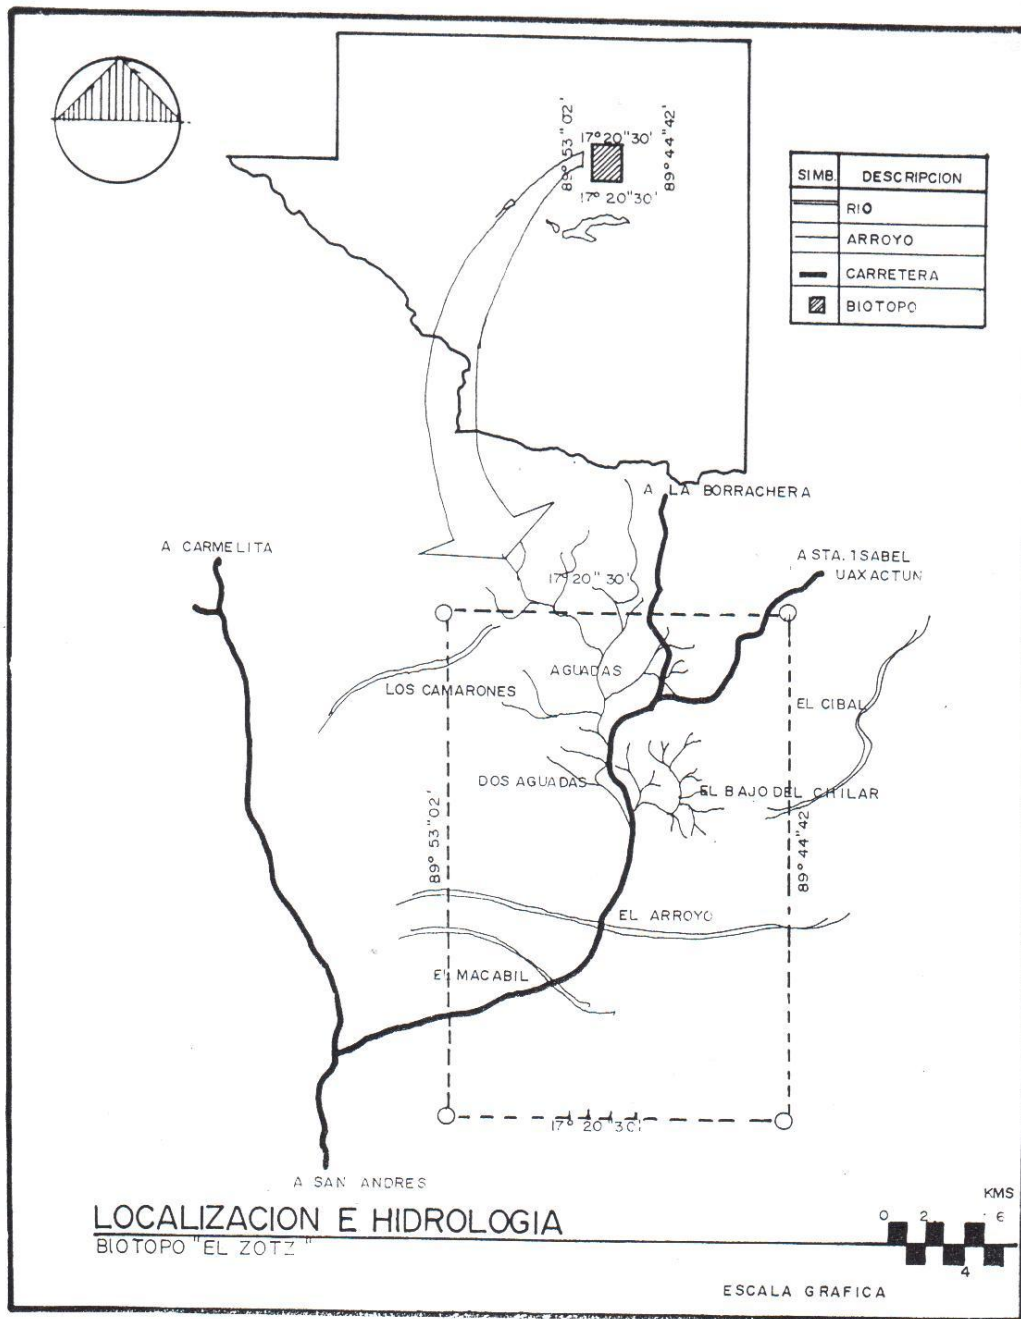 17° 20" 30'
89° 53" 02'
89° 44" 42'
17° 20" 30'
SIMB. DESCRIPCION
RIO
ARROYO
CARRETERA
BIOTOPO
A LA BORRACHERA
A CARMELITA
A STA. ISABEL
UAXACTUN
17° 20" 30'
AGUADAS
LOS CAMARONES
EL CIBAL
DOS AGUADAS
EL BAJO DEL CHILAR
89° 53" 02'
89° 44" 42
EL ARROYO
EL MACABIL
17° 20" 30'
A SAN ANDRES
LOCALIZACION E HIDROLOGIA
BIOTOPO "EL ZOTZ"
KMS
0 2 6
4
ESCALA GRAFICA